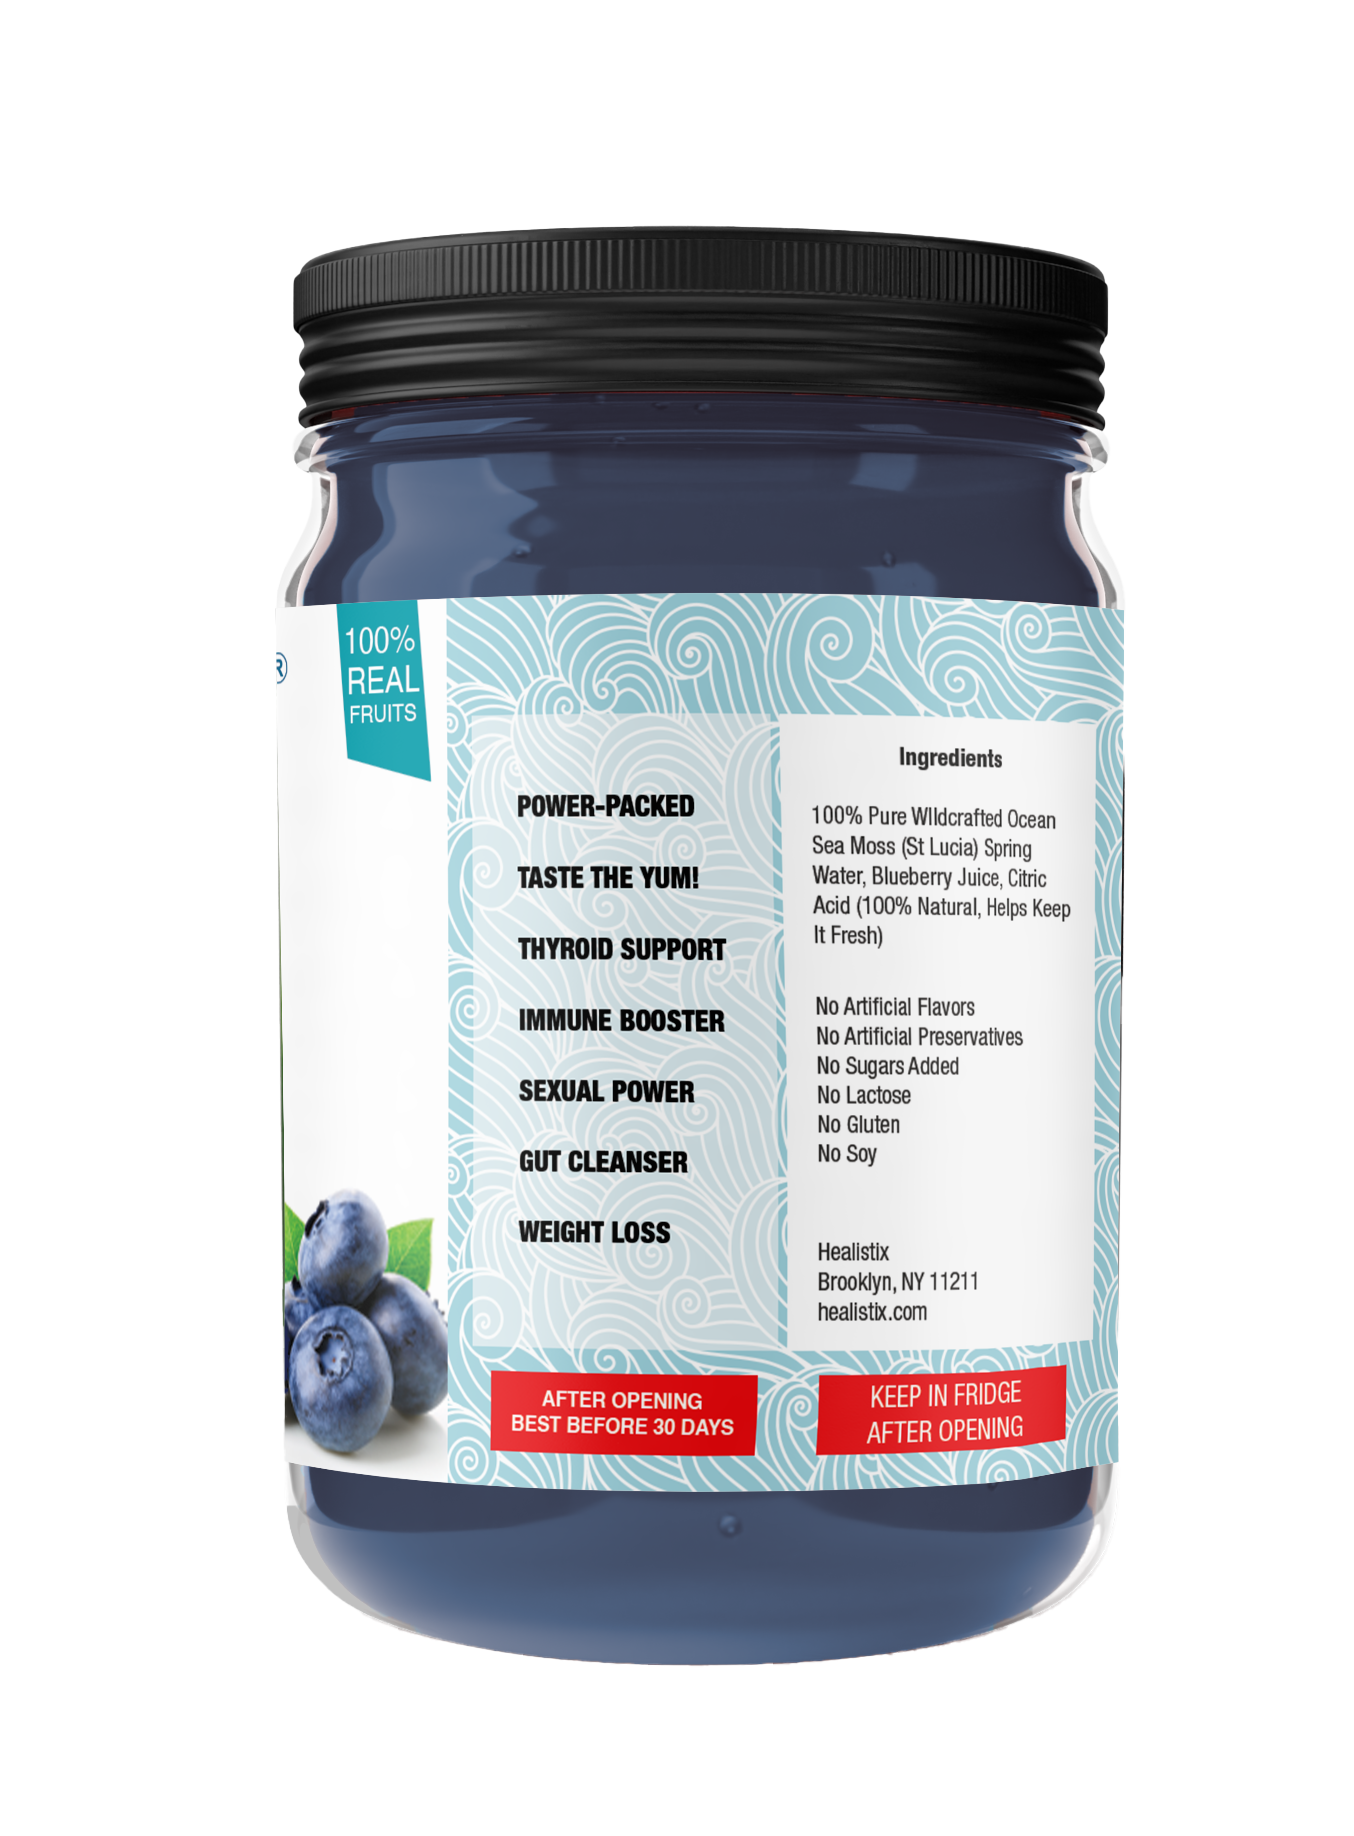 ®
100%
REAL
FRUITS
POWER-PACKED
TASTE THE YUM!
THYROID SUPPORT
IMMUNE BOOSTER
SEXUAL POWER
GUT CLEANSER
WEIGHT LOSS
Ingredients
100% Pure WIldcrafted Ocean
Sea Moss (St Lucia) Spring
Water, Blueberry Juice, Citric
Acid (100% Natural, Helps Keep
It Fresh)
No Artificial Flavors
No Artificial Preservatives
No Sugars Added
No Lactose
No Gluten
No Soy
Healistix
Brooklyn, NY 11211
healistix.com
AFTER OPENING
BEST BEFORE 30 DAYS
KEEP IN FRIDGE
AFTER OPENING